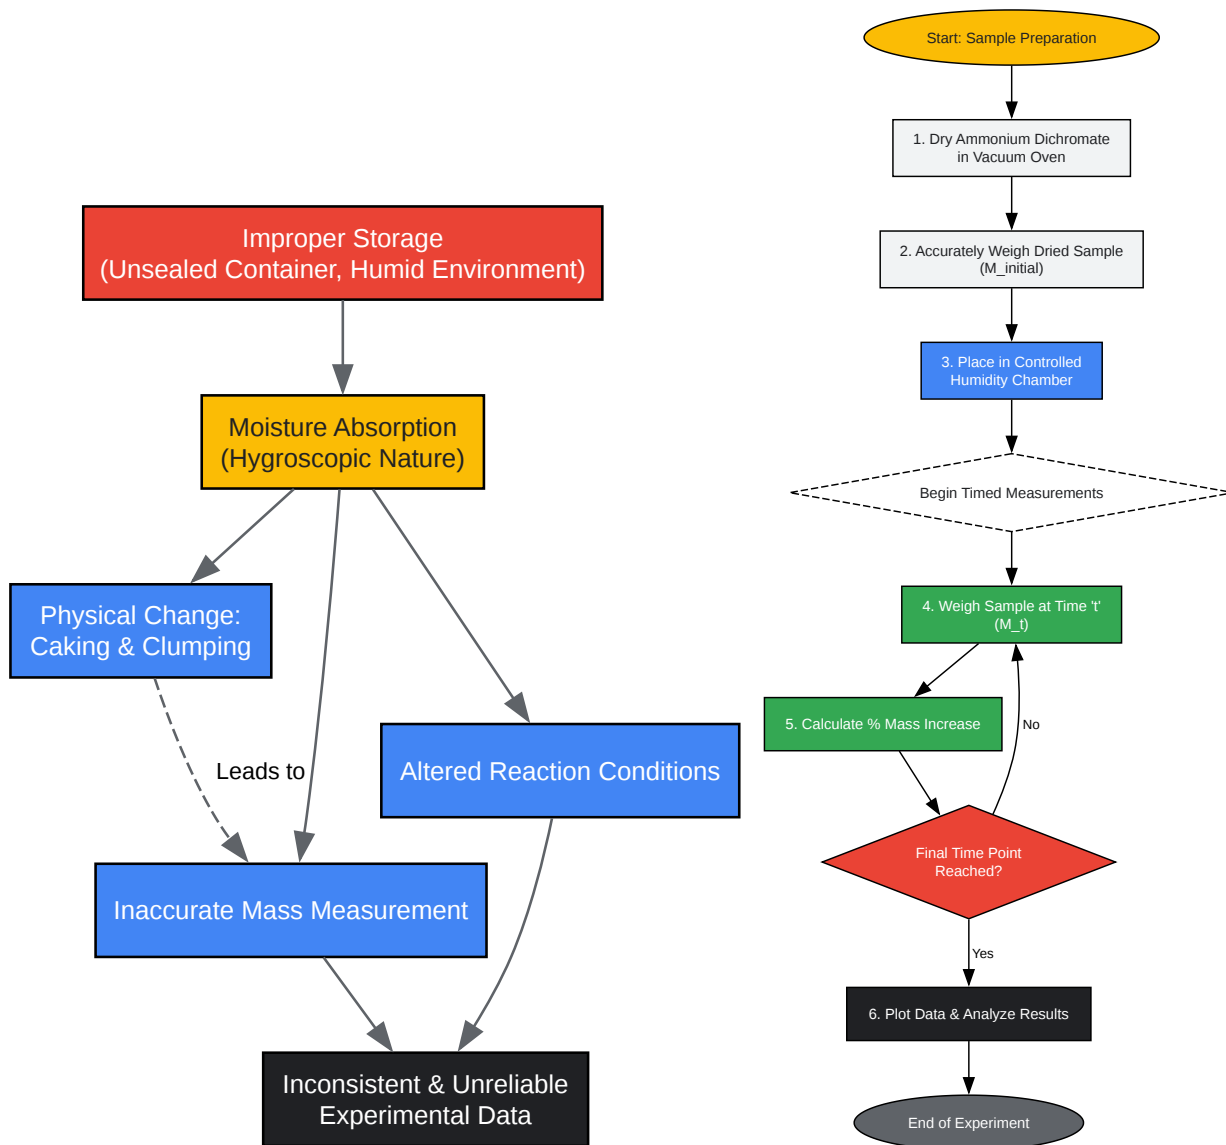 Improper Storage
(Unsealed Container, Humid Environment)
Moisture Absorption
(Hygroscopic Nature)
Physical Change:
Caking & Clumping
Leads to
Altered Reaction Conditions
Inaccurate Mass Measurement
Inconsistent & Unreliable
Experimental Data
Start: Sample Preparation
1. Dry Ammonium Dichromate
in Vacuum Oven
2. Accurately Weigh Dried Sample
(M_initial)
3. Place in Controlled
Humidity Chamber
Begin Timed Measurements
4. Weigh Sample at Time 't'
(M_t)
5. Calculate % Mass Increase
No
Final Time Point
Reached?
Yes
6. Plot Data & Analyze Results
End of Experiment